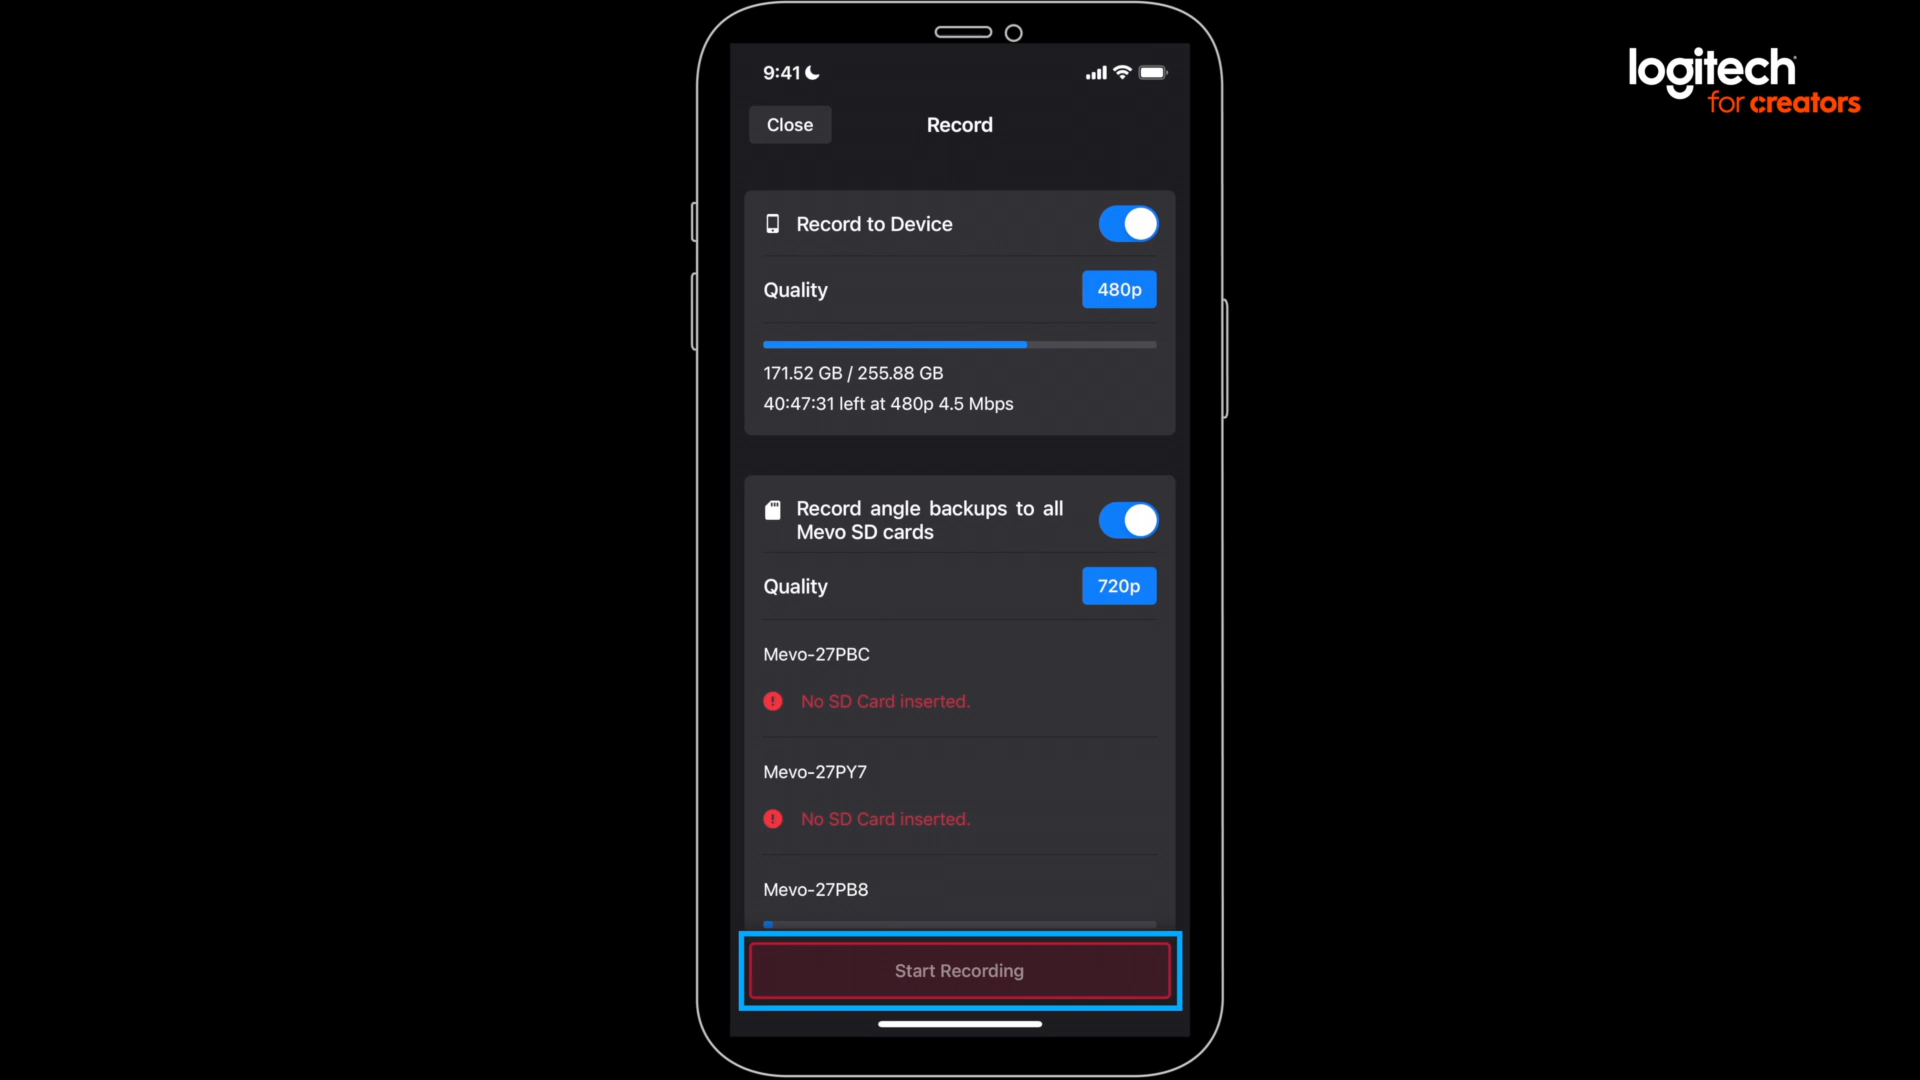 9:41
logitech
for creators
Close
Record
Record to Device
Quality
480p
171.52 GB / 255.88 GB
40:47:31 left at 480p 4.5 Mbps
Record angle backups to all
Mevo SD cards
Quality
720p
Mevo-27PBC
No SD Card inserted.
Mevo-27PY7
No SD Card inserted.
Mevo-27PB8
Start Recording